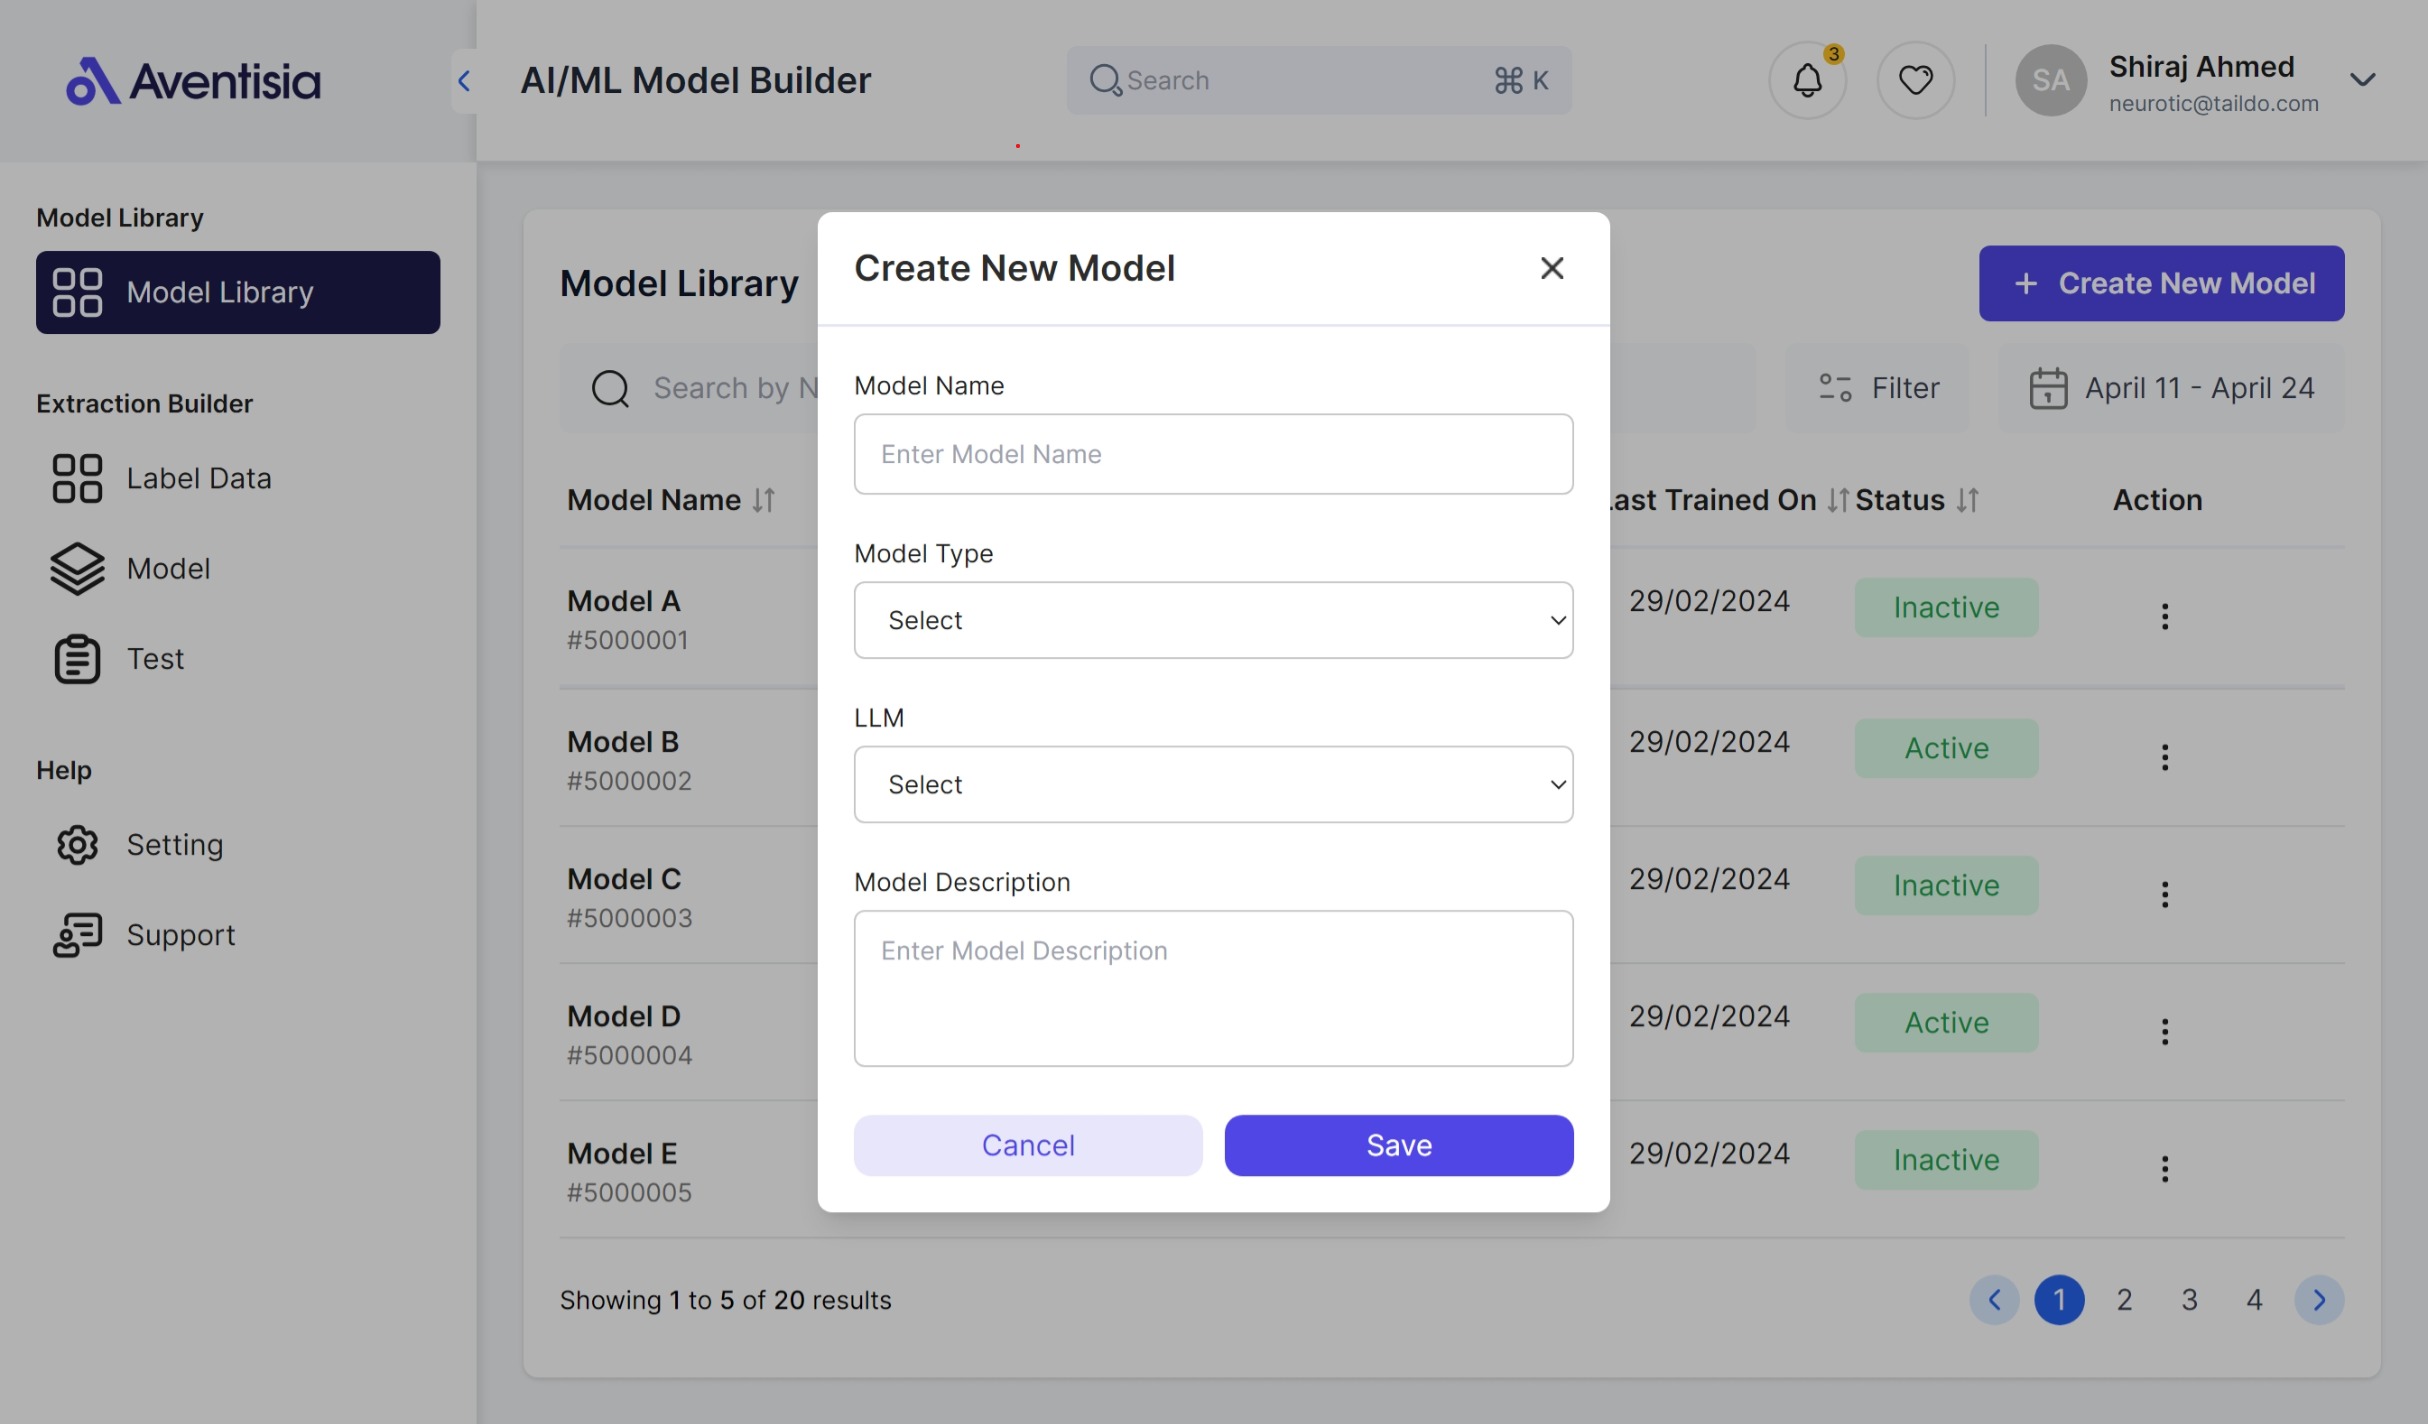 Aventisia
AI/ML Model Builder
Search
⌘ K
3
SA
Shiraj Ahmed
neurotic@taildo.com
Model Library
Model Library
Extraction Builder
Label Data
Model
Test
Help
Setting
Support
Model Library
+ Create New Model
Search by
Filter
April 11 - April 24
Model Name
Last Trained On
Status
Action
Model A
#5000001
29/02/2024
Inactive
Model B
#5000002
29/02/2024
Active
Model C
#5000003
29/02/2024
Inactive
Model D
#5000004
29/02/2024
Active
Model E
#5000005
29/02/2024
Inactive
Showing 1 to 5 of 20 results
1 2 3 4
Create New Model
Model Name
Enter Model Name
Model Type
Select
LLM
Select
Model Description
Enter Model Description
Cancel
Save